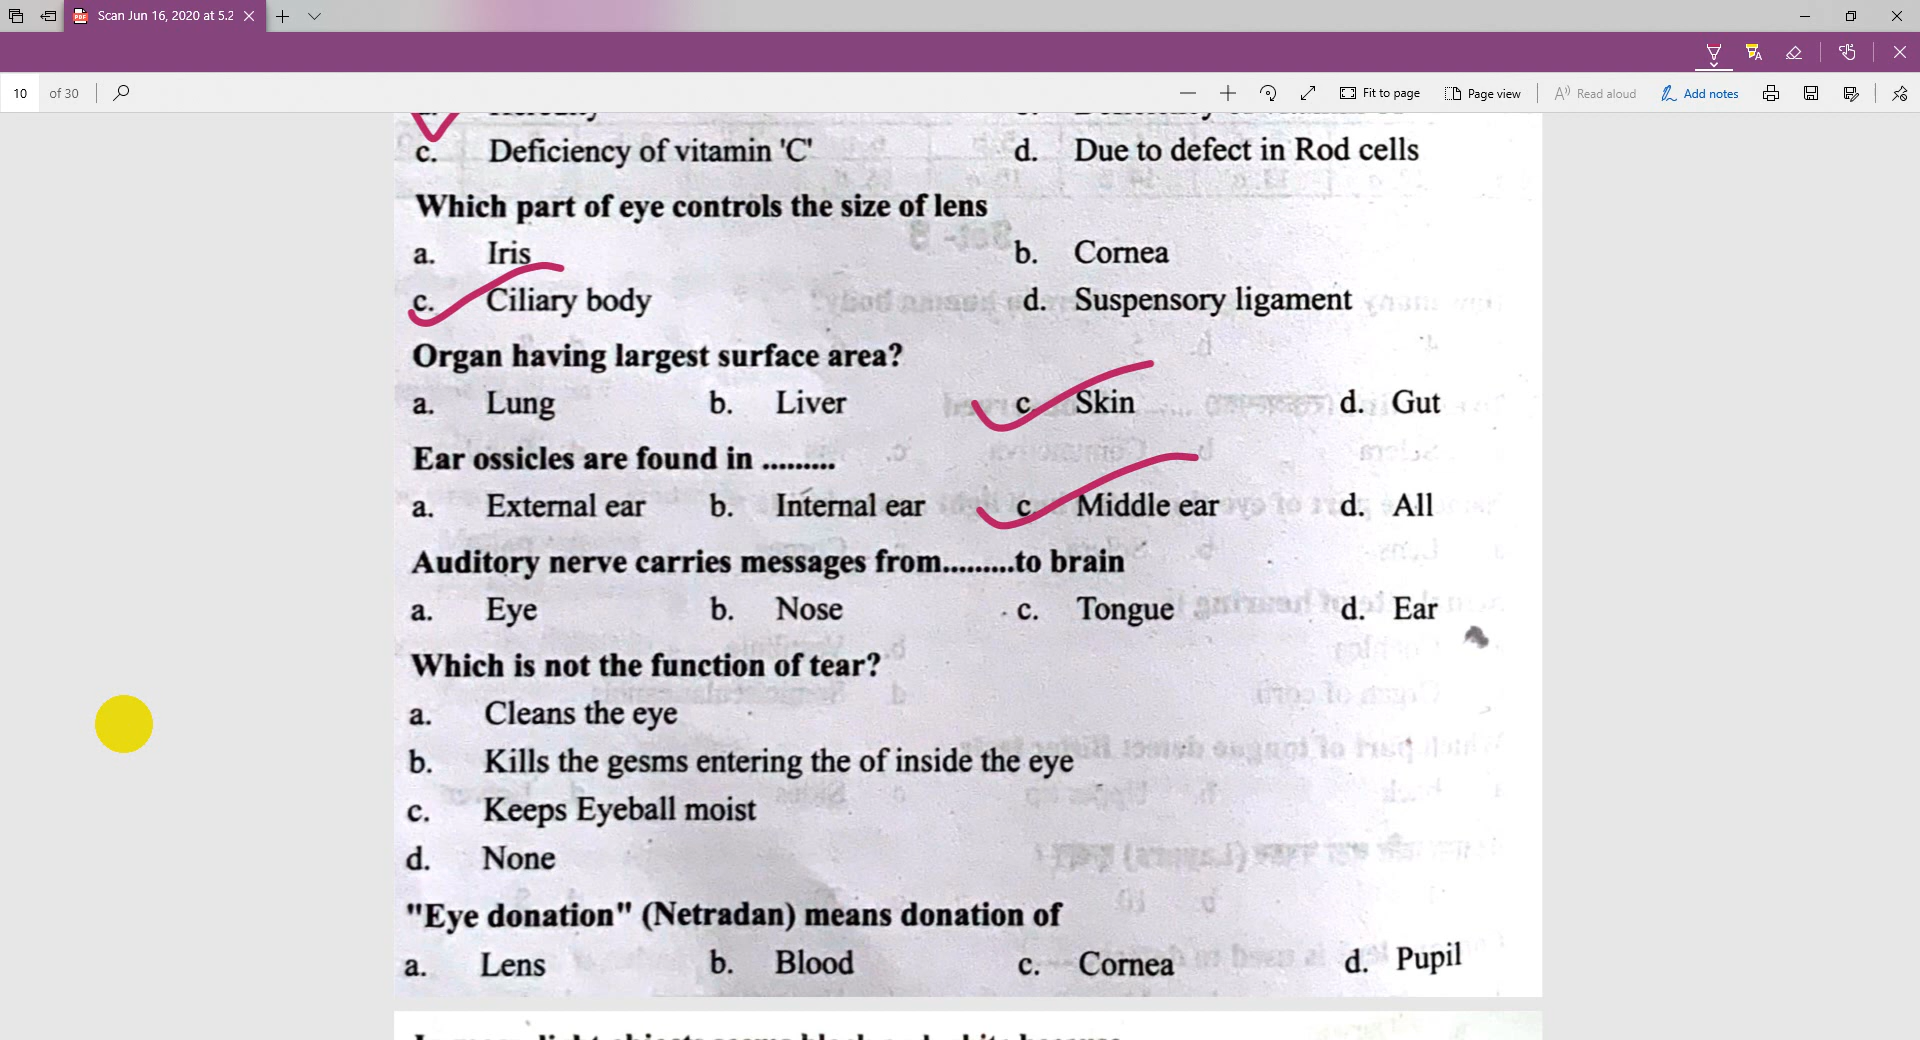 Scan Jun 16, 2020 at 5.2
10 of 30
Fit to page
Page view
Read aloud
Add notes
c. Deficiency of vitamin 'C' d. Due to defect in Rod cells
Which part of eye controls the size of lens
a. Iris b. Cornea
c. Ciliary body d. Suspensory ligament
Organ having largest surface area?
a. Lung b. Liver c. Skin d. Gut
Ear ossicles are found in .........
a. External ear b. Internal ear c. Middle ear d. All
Auditory nerve carries messages from.........to brain
a. Eye b. Nose c. Tongue d. Ear
Which is not the function of tear?
a. Cleans the eye
b. Kills the gesms entering the of inside the eye
c. Keeps Eyeball moist
d. None
"Eye donation" (Netradan) means donation of
a. Lens b. Blood c. Cornea d. Pupil